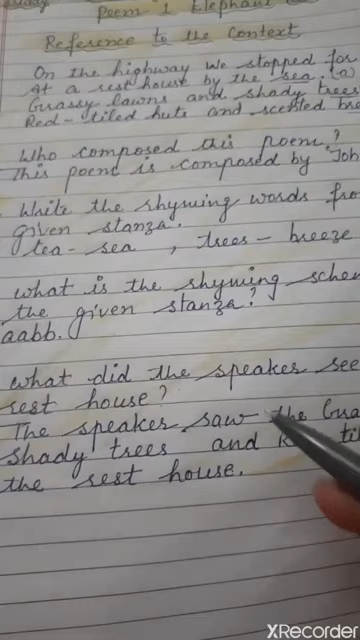 Poem 1 Elephant
Reference to the Context
On the highway we stopped for
At a rest house by the sea. (a)
Grassy lawns and shady trees
Red-tiled huts and scented
Who composed this poem?
This poem is composed by
Write the rhyming words
given stanza.
tea-sea, trees-breeze
What is the rhyming
the given stanza?
aabb.
What did the speaker see
rest house?
The speaker saw the
shady trees and
the rest house.
XRecorder